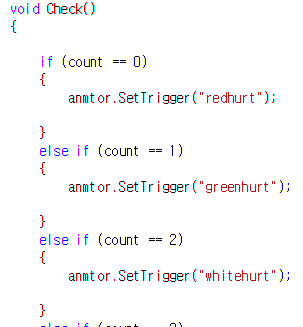 void Check()
{
if (count == 0)
{
anmtor.SetTrigger("redhurt");
}
else if (count == 1)
{
anmtor.SetTrigger("greenhurt");
}
else if (count == 2)
{
anmtor.SetTrigger("whitehurt");
}